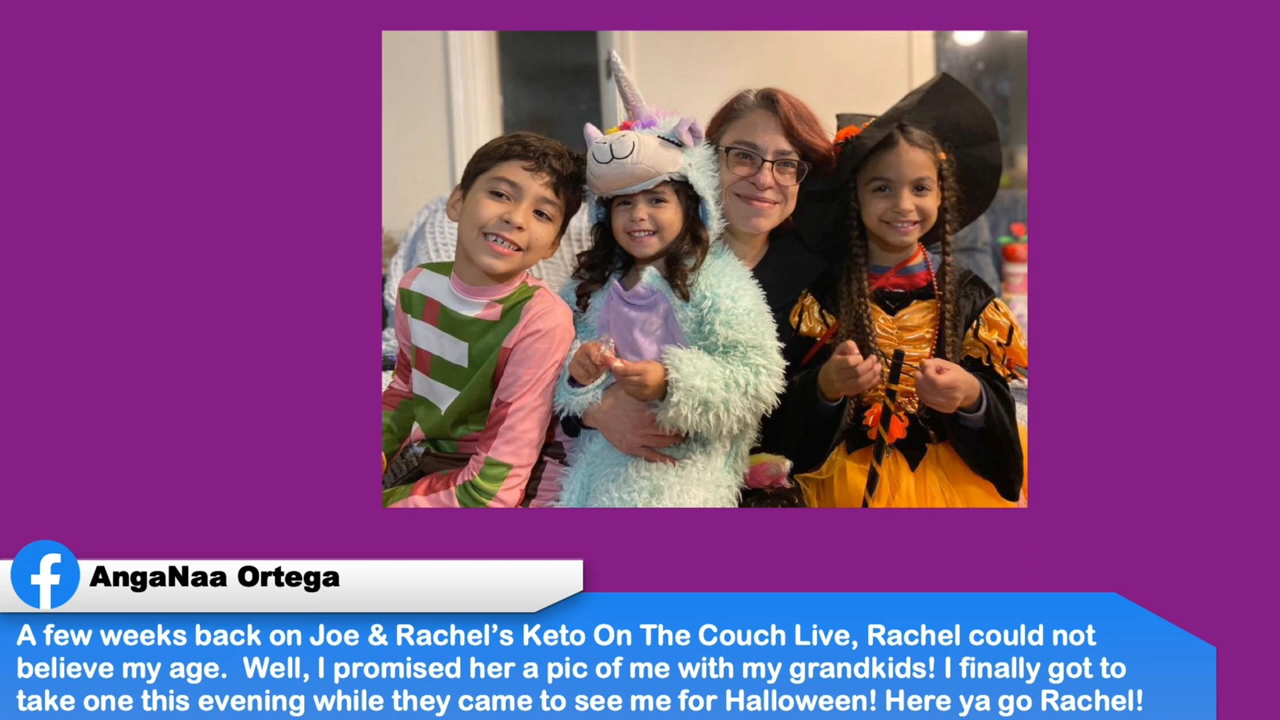 AngaNaa Ortega
A few weeks back on Joe & Rachel’s Keto On The Couch Live, Rachel could not
believe my age.  Well, I promised her a pic of me with my grandkids! I finally got to
take one this evening while they came to see me for Halloween! Here ya go Rachel!